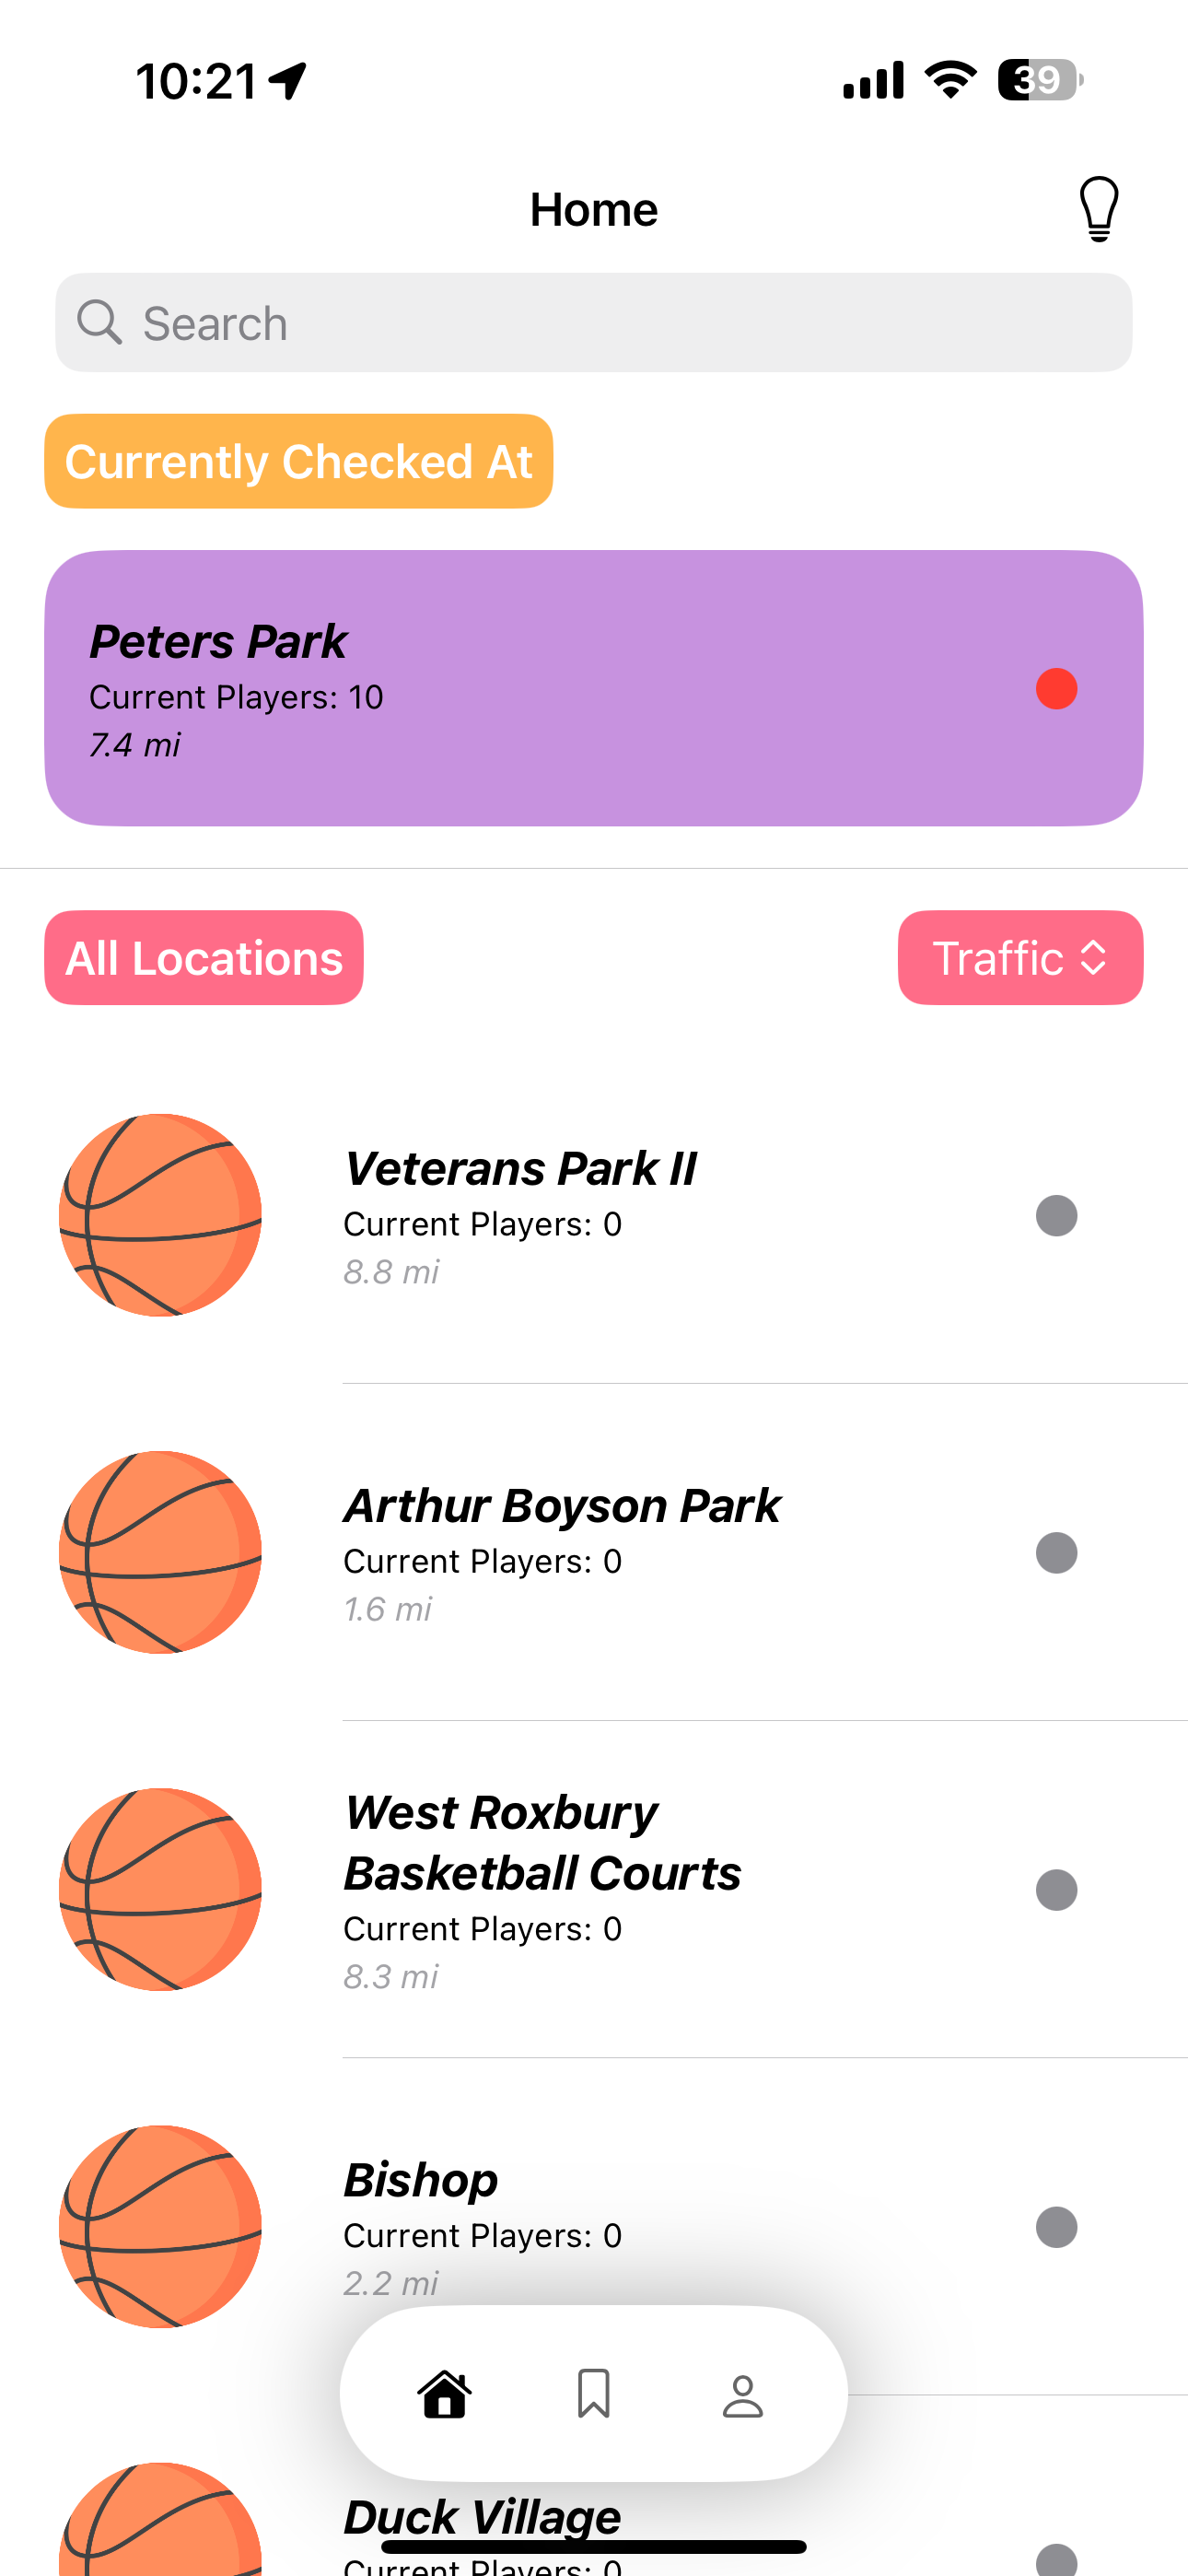 10:21
39
Home
Search
Currently Checked At
Peters Park
Current Players: 10
7.4 mi
All Locations
Traffic
Veterans Park II
Current Players: 0
8.8 mi
Arthur Boyson Park
Current Players: 0
1.6 mi
West Roxbury
Basketball Courts
Current Players: 0
8.3 mi
Bishop
Current Players: 0
2.2 mi
Duck Village
Current Players: 0